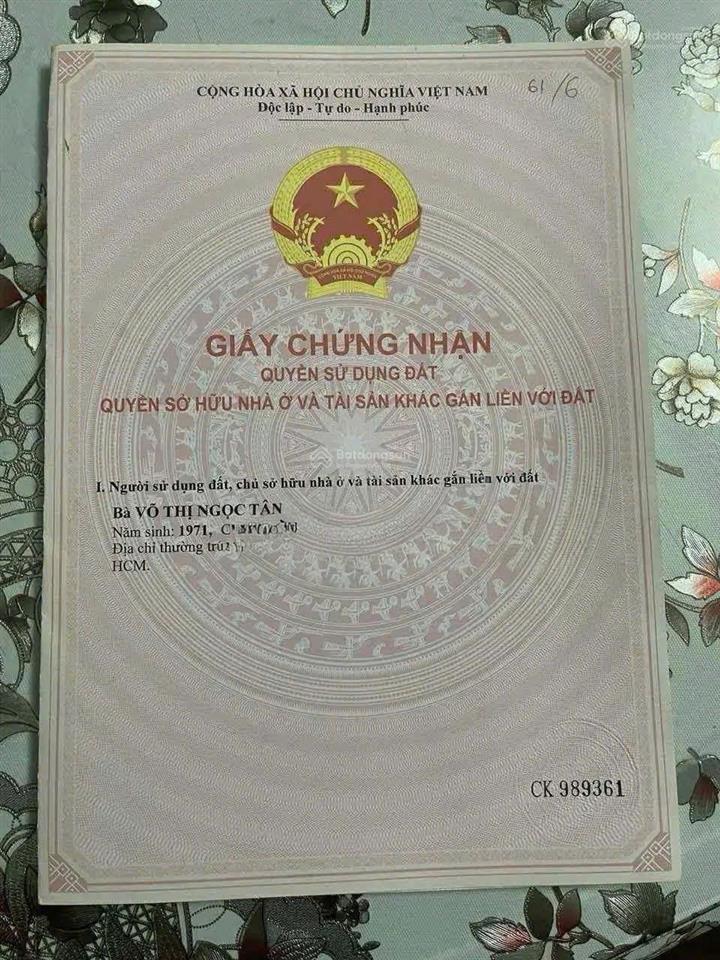 CỘNG HÒA XÃ HỘI CHỦ NGHĨA VIỆT NAM
Độc lập - Tự do - Hạnh phúc
61/6
VIỆT NAM
GIẤY CHỨNG NHẬN
QUYỀN SỬ DỤNG ĐẤT
QUYỀN SỞ HỮU NHÀ Ở VÀ TÀI SẢN KHÁC GẮN LIỀN VỚI ĐẤT
Batdongsan
I. Người sử dụng đất, chủ sở hữu nhà ở và tài sản khác gắn liền với đất
Bà VÕ THỊ NGỌC TÂN
Năm sinh: 1971,
Địa chỉ thường trú:
HCM.
CK 989361